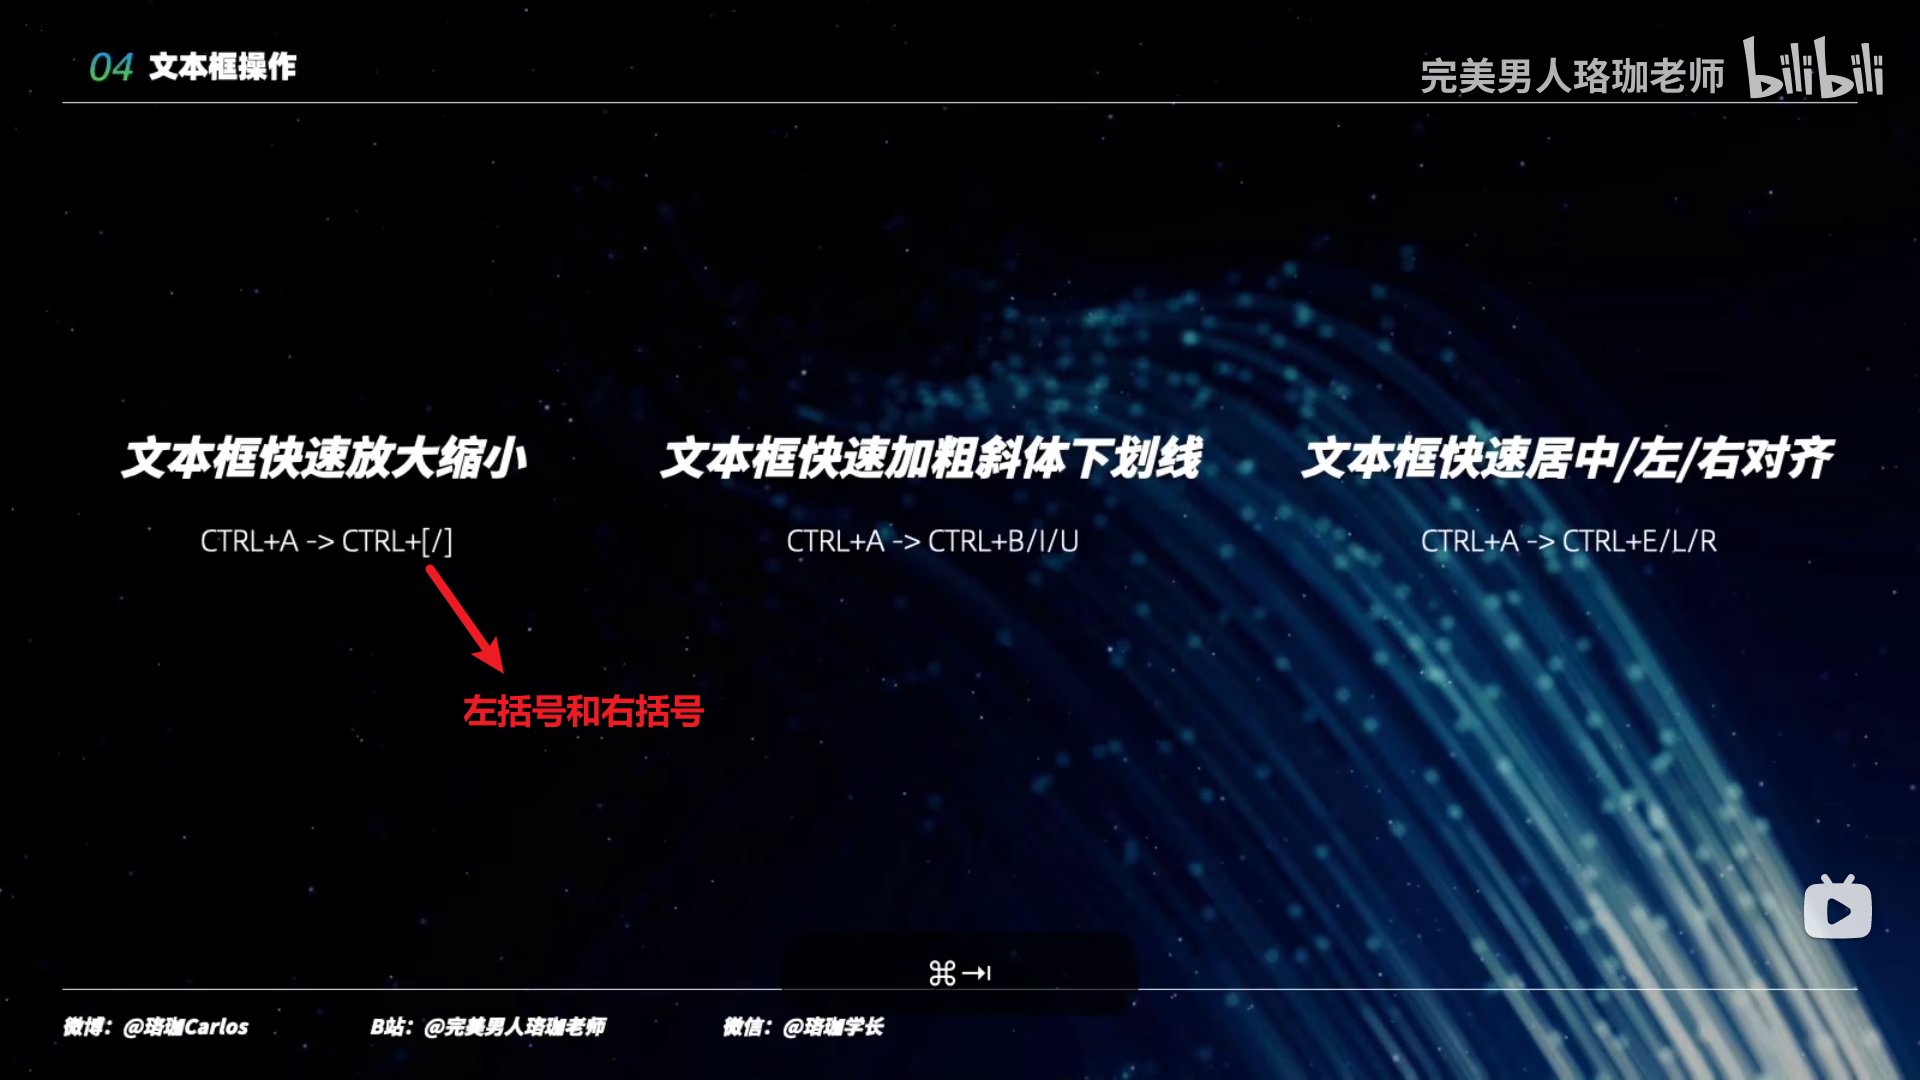 04 文本框操作
完美男人珞珈老师 bilibili
文本框快速放大缩小
CTRL+A -> CTRL+[/]
文本框快速加粗斜体下划线
CTRL+A -> CTRL+B/I/U
文本框快速居中/左/右对齐
CTRL+A -> CTRL+E/L/R
左括号和右括号
⌘⇥
微博：@珞珈Carlos
B站：@完美男人珞珈老师
微信：@珞珈学长